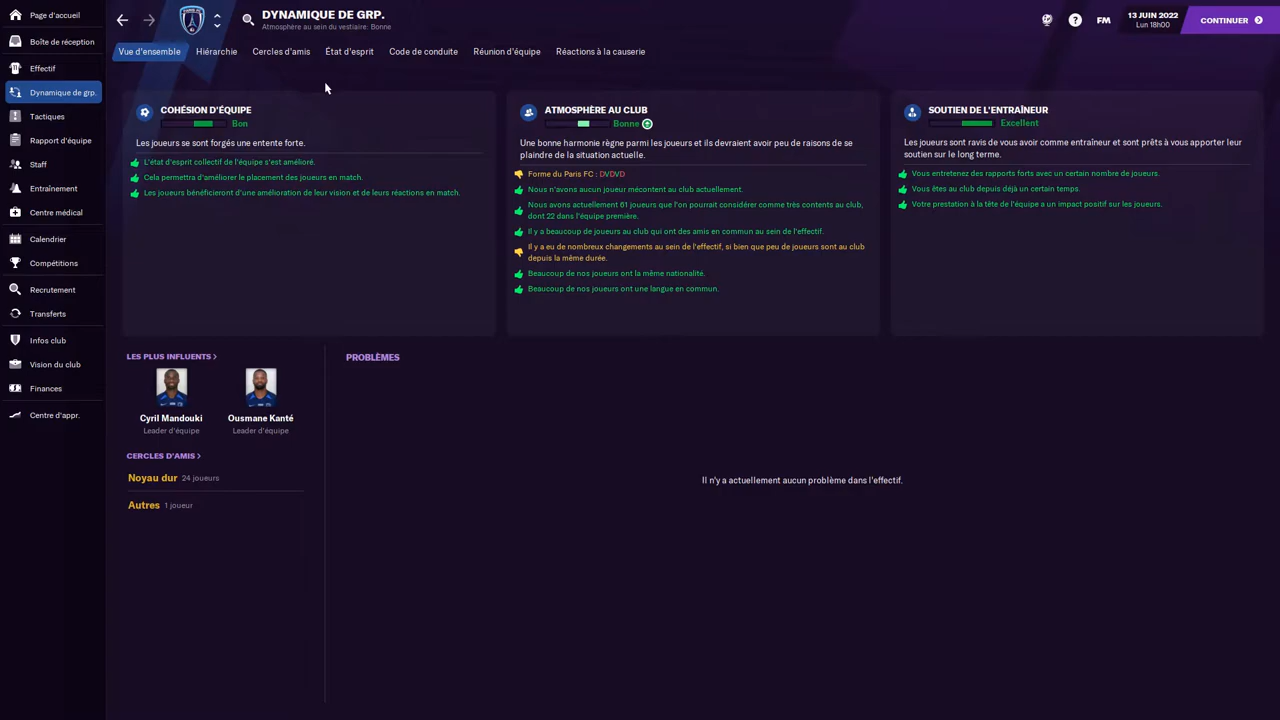 Page d'accueil
Boîte de réception
Effectif
Dynamique de grp.
Tactiques
Rapport d'équipe
Staff
Entraînement
Centre médical
Calendrier
Compétitions
Recrutement
Transferts
Infos club
Vision du club
Finances
Centre d'appr.
DYNAMIQUE DE GRP.
Atmosphère au sein du vestiaire: Bonne
?
FM
13 JUIN 2022
Lun 18h00
CONTINUER
Vue d'ensemble
Hiérarchie
Cercles d'amis
État d'esprit
Code de conduite
Réunion d'équipe
Réactions à la causerie
COHÉSION D'ÉQUIPE
Bon
Les joueurs se sont forgés une entente forte.
L'état d'esprit collectif de l'équipe s'est amélioré.
Cela permettra d'améliorer le placement des joueurs en match.
Les joueurs bénéficieront d'une amélioration de leur vision et de leurs réactions en match.
ATMOSPHÈRE AU CLUB
Bonne
Une bonne harmonie règne parmi les joueurs et ils devraient avoir peu de raisons de se
plaindre de la situation actuelle.
Forme du Paris FC : DVDVD
Nous n'avons aucun joueur mécontent au club actuellement.
Nous avons actuellement 61 joueurs que l'on pourrait considérer comme très contents au club,
dont 22 dans l'équipe première.
Il y a beaucoup de joueurs au club qui ont des amis en commun au sein de l'effectif.
Il y a eu de nombreux changements au sein de l'effectif, si bien que peu de joueurs sont au club
depuis la même durée.
Beaucoup de nos joueurs ont la même nationalité.
Beaucoup de nos joueurs ont une langue en commun.
SOUTIEN DE L'ENTRAÎNEUR
Excellent
Les joueurs sont ravis de vous avoir comme entraîneur et sont prêts à vous apporter leur
soutien sur le long terme.
Vous entretenez des rapports forts avec un certain nombre de joueurs.
Vous êtes au club depuis déjà un certain temps.
Votre prestation à la tête de l'équipe a un impact positif sur les joueurs.
LES PLUS INFLUENTS >
Cyril Mandouki
Leader d'équipe
Ousmane Kanté
Leader d'équipe
CERCLES D'AMIS >
Noyau dur 24 joueurs
Autres 1 joueur
PROBLÈMES
Il n'y a actuellement aucun problème dans l'effectif.